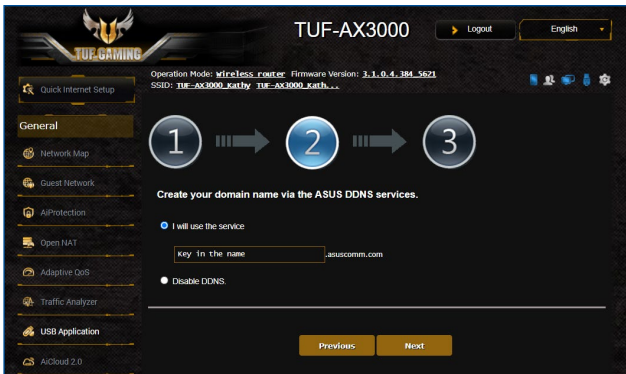 TUF GAMING
TUF-AX3000
Logout
English
Operation Mode: Wireless router Firmware Version: 3.1.0.4.384_5621
SSID: TUF-AX3000_Kathy TUF-AX3000_Kath...
Quick Internet Setup
General
Network Map
Guest Network
AiProtection
Open NAT
Adaptive QoS
Traffic Analyzer
USB Application
AiCloud 2.0
1
2
3
Create your domain name via the ASUS DDNS services.
I will use the service
Key in the name .asuscomm.com
Disable DDNS.
Previous Next